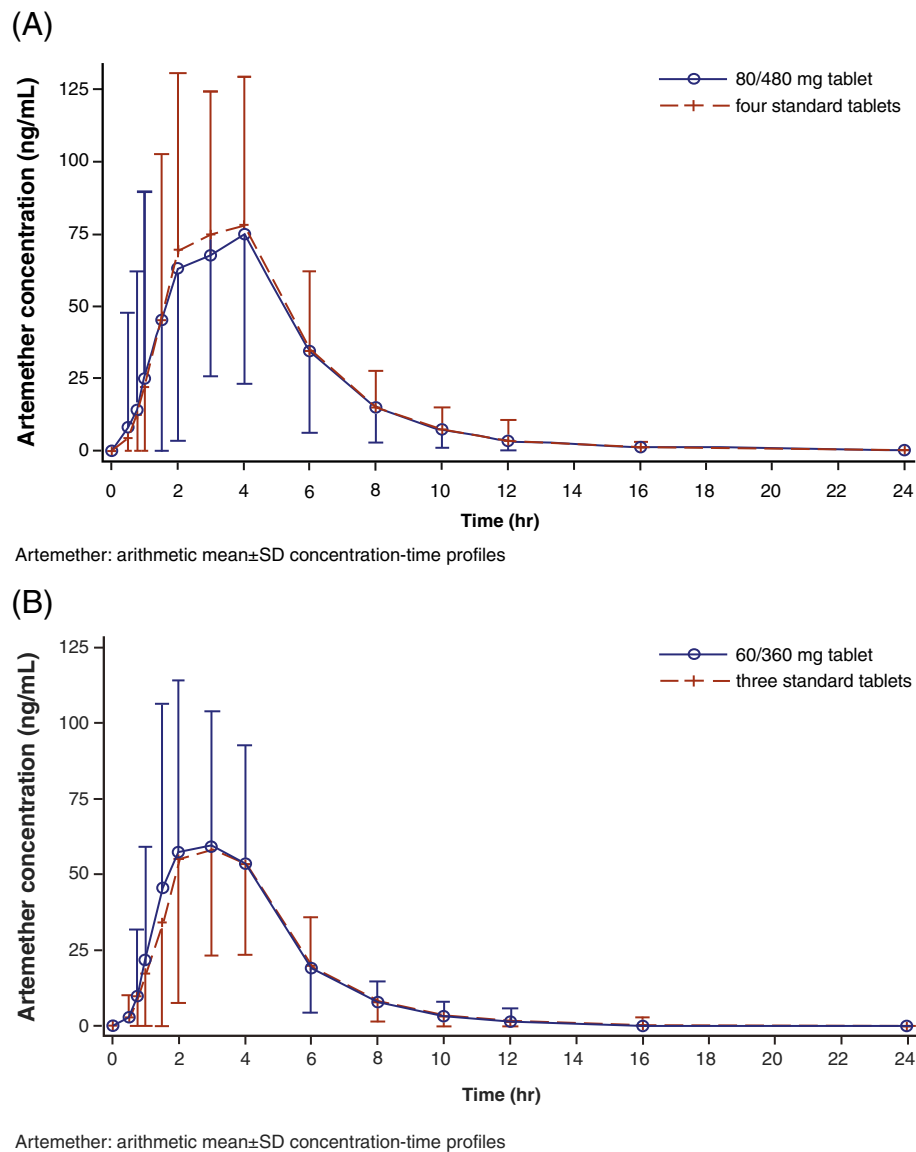 (A)
Artemether concentration (ng/mL)
125
100
75
50
25
0
80/480 mg tablet
four standard tablets
0 2 4 6 8 10 12 14 16 18 20 22 24
Time (hr)
Artemether: arithmetic mean±SD concentration-time profiles
(B)
Artemether concentration (ng/mL)
125
100
75
50
25
0
60/360 mg tablet
three standard tablets
0 2 4 6 8 10 12 14 16 18 20 22 24
Time (hr)
Artemether: arithmetic mean±SD concentration-time profiles